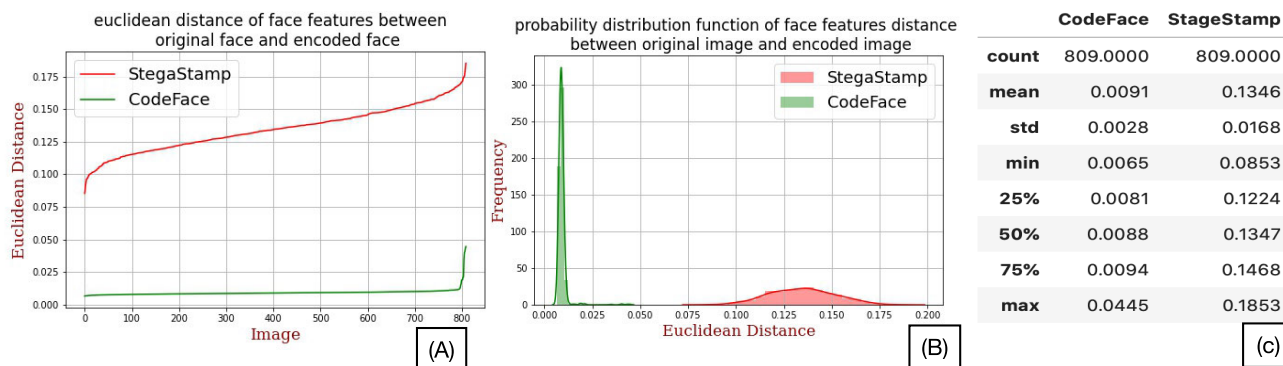 euclidean distance of face features between
original face and encoded face
Euclidean Distance
0.175
0.150
0.125
0.100
0.075
0.050
0.025
0.000
StegaStamp
CodeFace
0 100 200 300 400 500 600 700 800
Image
(A)
probability distribution function of face features distance
between original image and encoded image
Frequency
300
250
200
150
100
50
0
StegaStamp
CodeFace
0.000 0.025 0.050 0.075 0.100 0.125 0.150 0.175 0.200
Euclidean Distance
(B)
CodeFace StageStamp
count 809.0000 809.0000
mean 0.0091 0.1346
std 0.0028 0.0168
min 0.0065 0.0853
25% 0.0081 0.1224
50% 0.0088 0.1347
75% 0.0094 0.1468
max 0.0445 0.1853
(c)